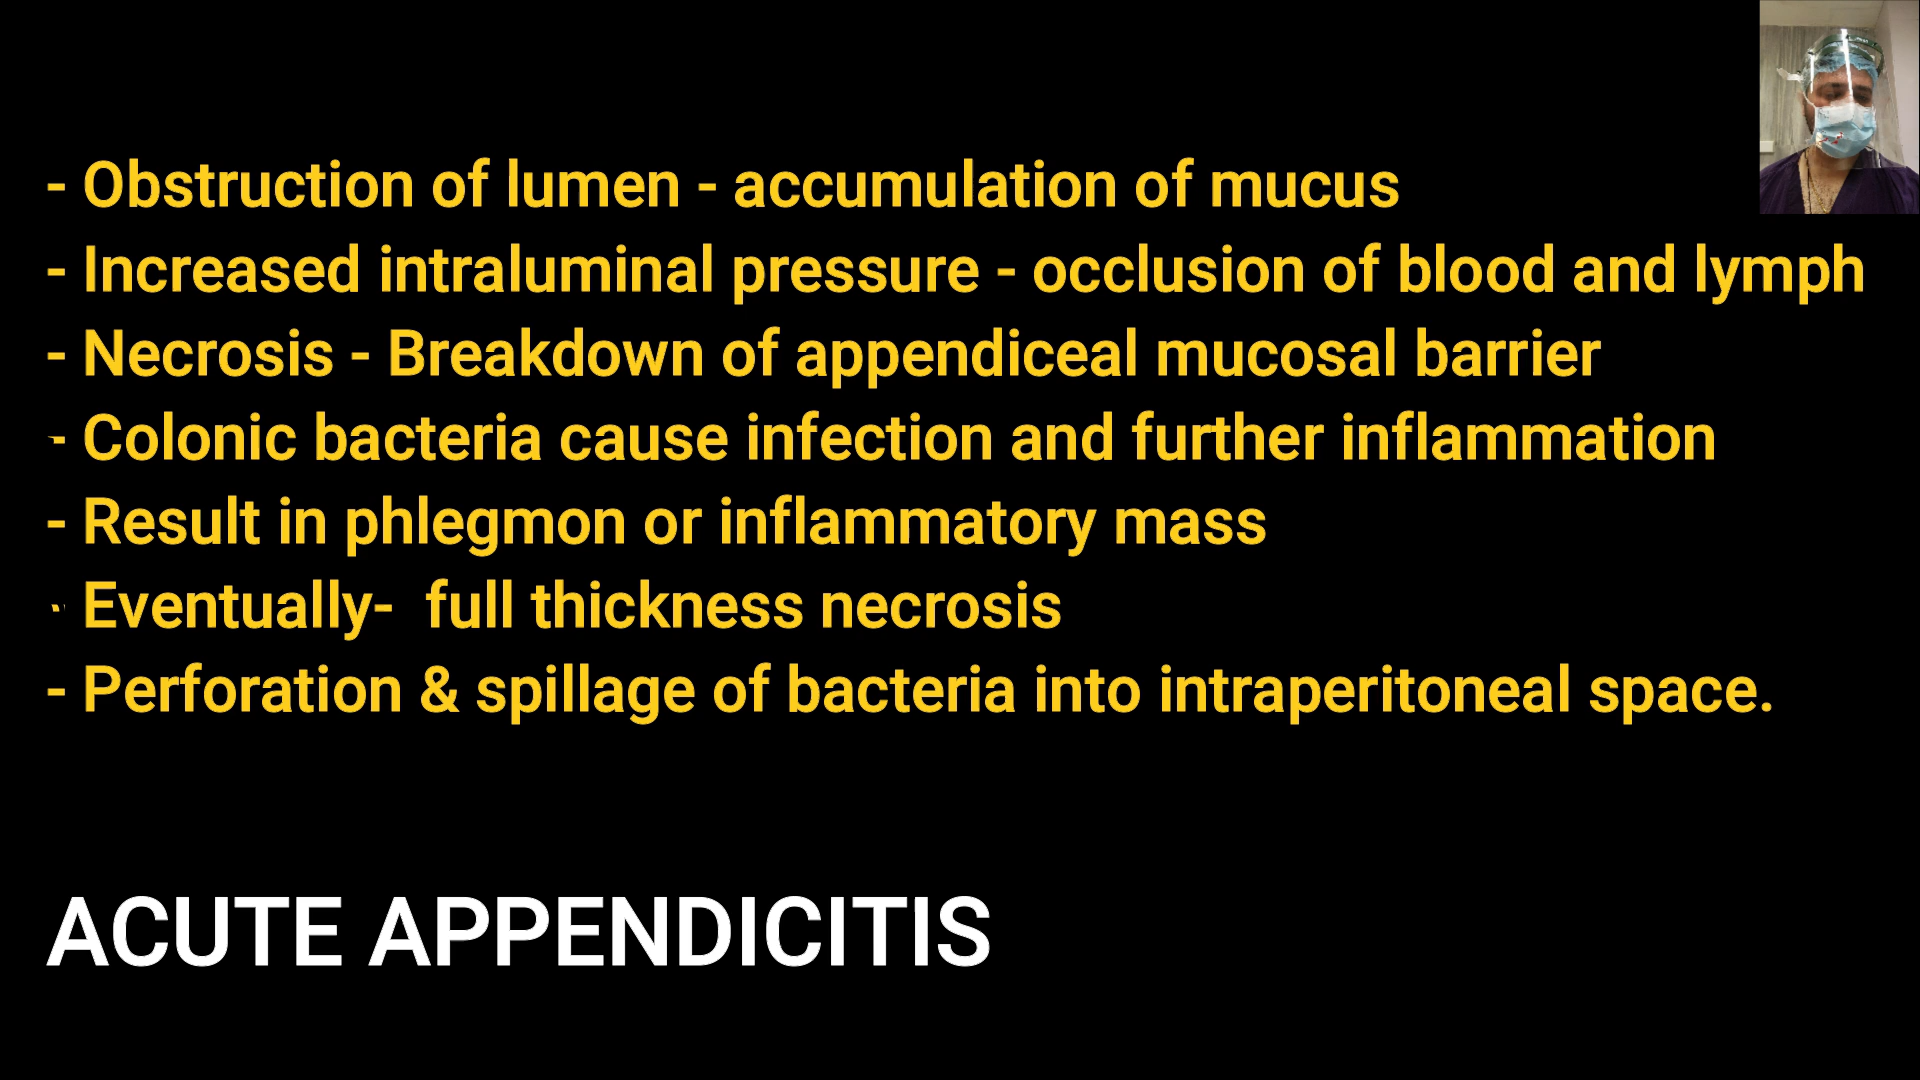 - Obstruction of lumen - accumulation of mucus
- Increased intraluminal pressure - occlusion of blood and lymph
- Necrosis - Breakdown of appendiceal mucosal barrier
- Colonic bacteria cause infection and further inflammation
- Result in phlegmon or inflammatory mass
- Eventually-  full thickness necrosis
- Perforation & spillage of bacteria into intraperitoneal space.
ACUTE APPENDICITIS